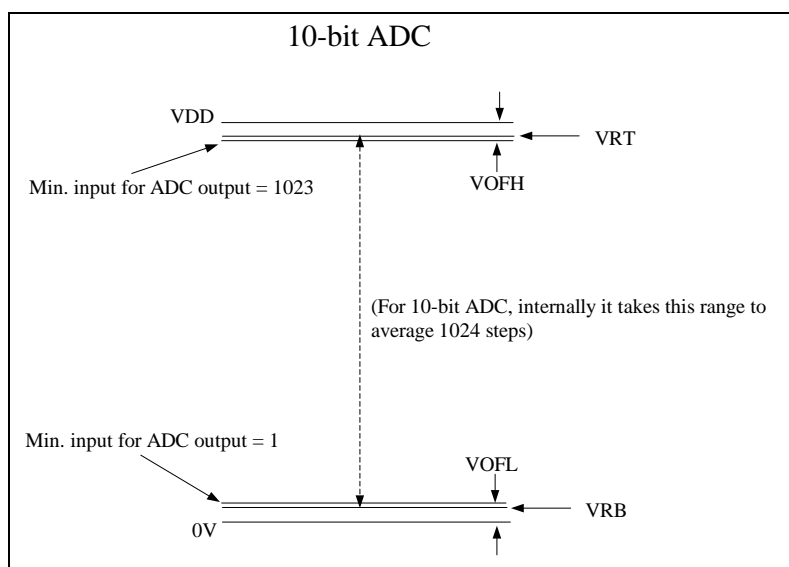 10-bit ADC
VDD
VRT
Min. input for ADC output = 1023
VOFH
(For 10-bit ADC, internally it takes this range to
average 1024 steps)
Min. input for ADC output = 1
VOFL
VRB
0V